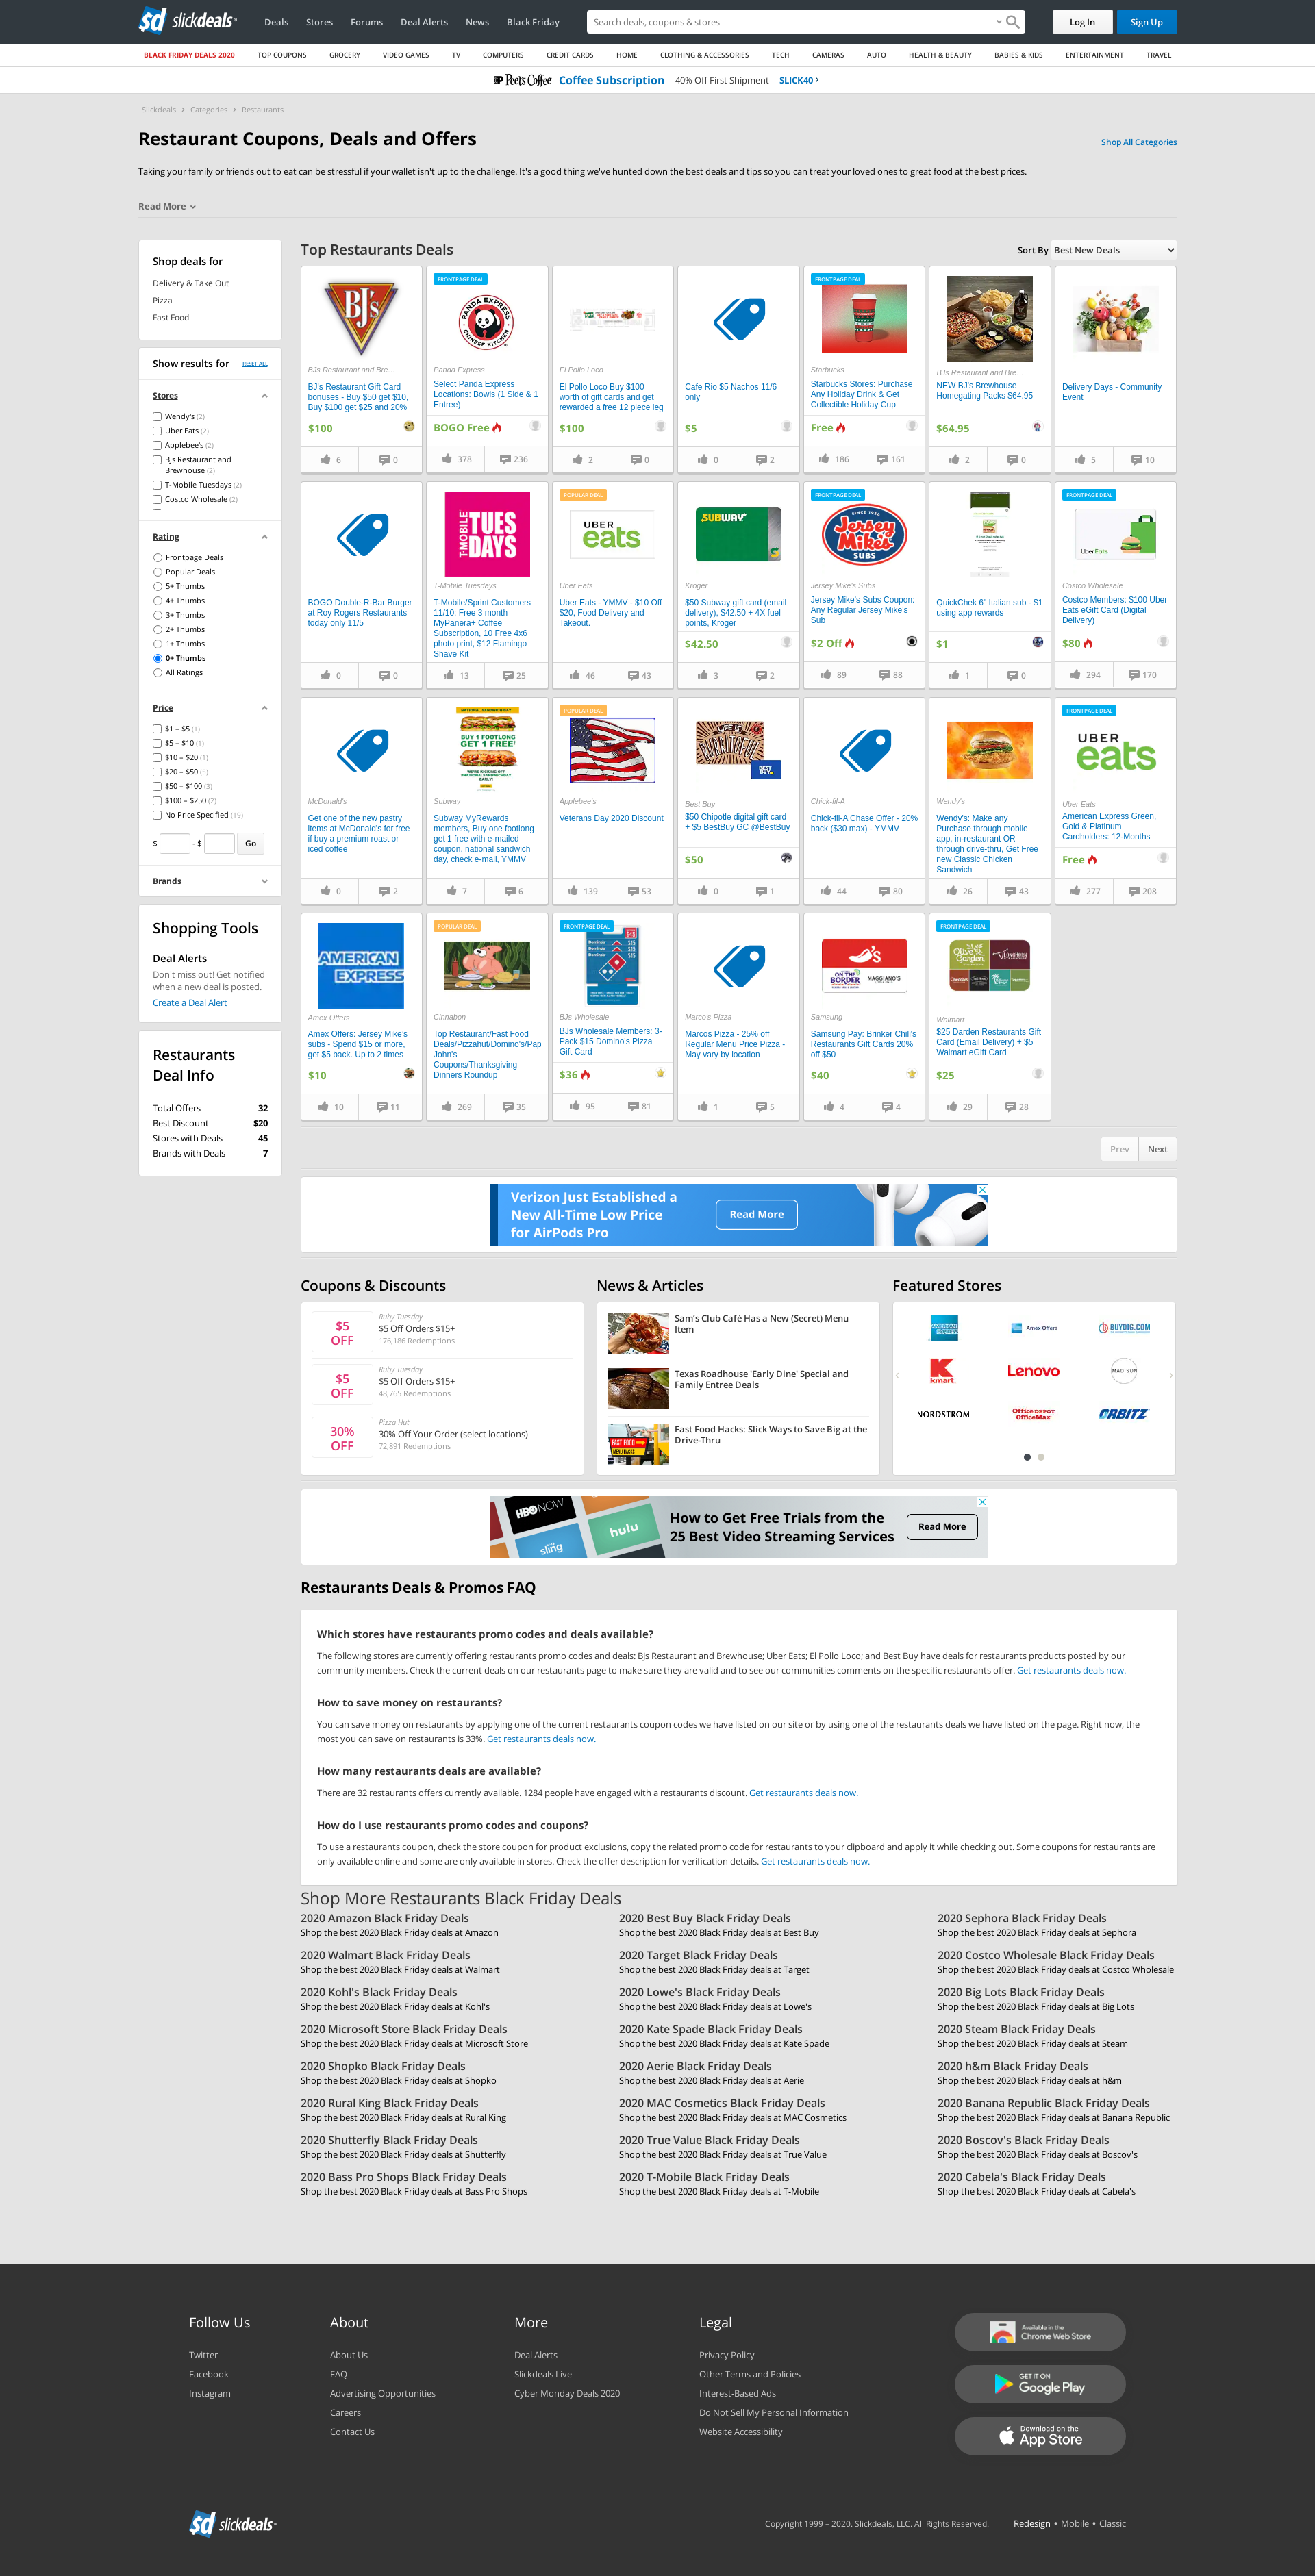 slickdeals
Deals
Stores
Forums
Deal Alerts
News
Black Friday
Search deals, coupons & stores
Log In
Sign Up
BLACK FRIDAY DEALS 2020
TOP COUPONS
GROCERY
VIDEO GAMES
TV
COMPUTERS
CREDIT CARDS
HOME
CLOTHING & ACCESSORIES
TECH
CAMERAS
AUTO
HEALTH & BEAUTY
BABIES & KIDS
ENTERTAINMENT
TRAVEL
Peet's Coffee Coffee Subscription 40% Off First Shipment SLICK40
Slickdeals > Categories > Restaurants
Restaurant Coupons, Deals and Offers
Shop All Categories
Taking your family or friends out to eat can be stressful if your wallet isn't up to the challenge. It's a good thing we've hunted down the best deals and tips so you can treat your loved ones to great food at the best prices.
Read More
Shop deals for
Delivery & Take Out
Pizza
Fast Food
Show results for
RESET ALL
Stores
Wendy's (2)
Uber Eats (2)
Applebee's (2)
BJs Restaurant and
Brewhouse (2)
T-Mobile Tuesdays (2)
Costco Wholesale (2)
Rating
Frontpage Deals
Popular Deals
5+ Thumbs
4+ Thumbs
3+ Thumbs
2+ Thumbs
1+ Thumbs
0+ Thumbs
All Ratings
Price
$1 – $5 (1)
$5 – $10 (1)
$10 – $20 (1)
$20 – $50 (5)
$50 – $100 (3)
$100 – $250 (2)
No Price Specified (19)
$ - $ Go
Brands
Shopping Tools
Deal Alerts
Don't miss out! Get notified
when a new deal is posted.
Create a Deal Alert
Restaurants
Deal Info
Total Offers 32
Best Discount $20
Stores with Deals 45
Brands with Deals 7
Top Restaurants Deals
Sort By Best New Deals
BJ's
BJs Restaurant and Bre…
BJ's Restaurant Gift Card
bonuses - Buy $50 get $10,
Buy $100 get $25 and 20%
$100
6 0
FRONTPAGE DEAL
PANDA EXPRESS
CHINESE KITCHEN
Panda Express
Select Panda Express
Locations: Bowls (1 Side & 1
Entree)
BOGO Free
378 236
El Pollo Loco
El Pollo Loco Buy $100
worth of gift cards and get
rewarded a free 12 piece leg
$100
2 0
Cafe Rio $5 Nachos 11/6
only
$5
0 2
FRONTPAGE DEAL
Starbucks
Starbucks Stores: Purchase
Any Holiday Drink & Get
Collectible Holiday Cup
Free
186 161
BJs Restaurant and Bre…
NEW BJ's Brewhouse
Homegating Packs $64.95
$64.95
2 0
Delivery Days - Community
Event
5 10
BOGO Double-R-Bar Burger
at Roy Rogers Restaurants
today only 11/5
0 0
T-MOBILE
TUESDAYS
T-Mobile Tuesdays
T-Mobile/Sprint Customers
11/10: Free 3 month
MyPanera+ Coffee
Subscription, 10 Free 4x6
photo print, $12 Flamingo
Shave Kit
13 25
POPULAR DEAL
UBER
eats
Uber Eats
Uber Eats - YMMV - $10 Off
$20, Food Delivery and
Takeout.
46 43
SUBWAY
Kroger
$50 Subway gift card (email
delivery), $42.50 + 4X fuel
points, Kroger
$42.50
3 2
FRONTPAGE DEAL
SINCE 1956
Jersey Mike's
SUBS
Jersey Mike's Subs
Jersey Mike's Subs Coupon:
Any Regular Jersey Mike's
Sub
$2 Off
89 88
QuickChek 6" Italian sub - $1
using app rewards
$1
1 0
FRONTPAGE DEAL
Uber Eats
Costco Wholesale
Costco Members: $100 Uber
Eats eGift Card (Digital
Delivery)
$80
294 170
McDonald's
Get one of the new pastry
items at McDonald's for free
if buy a premium roast or
iced coffee
0 2
NATIONAL SANDWICH DAY
BUY 1 FOOTLONG
GET 1 FREE
WE'RE KICKING OFF
#NATIONALSANDWICHDAY
EARLY!
Subway
Subway MyRewards
members, Buy one footlong
get 1 free with e-mailed
coupon, national sandwich
day, check e-mail, YMMV
7 6
POPULAR DEAL
Applebee's
Veterans Day 2020 Discount
139 53
BEST BUY
Best Buy
$50 Chipotle digital gift card
+ $5 BestBuy GC @BestBuy
$50
0 1
Chick-fil-A
Chick-fil-A Chase Offer - 20%
back ($30 max) - YMMV
44 80
Wendy's
Wendy's: Make any
Purchase through mobile
app, in-restaurant OR
through drive-thru, Get Free
new Classic Chicken
Sandwich
26 43
FRONTPAGE DEAL
UBER
eats
Uber Eats
American Express Green,
Gold & Platinum
Cardholders: 12-Months
Free
277 208
AMERICAN
EXPRESS
Amex Offers
Amex Offers: Jersey Mike's
subs - Spend $15 or more,
get $5 back. Up to 2 times
$10
10 11
POPULAR DEAL
Cinnabon
Top Restaurant/Fast Food
Deals/Pizzahut/Domino's/Pap
John's
Coupons/Thanksgiving
Dinners Roundup
269 35
FRONTPAGE DEAL
$45
Domino's $15
Domino's $15
Domino's $15
BJs Wholesale
BJs Wholesale Members: 3-
Pack $15 Domino's Pizza
Gift Card
$36
95 81
Marco's Pizza
Marcos Pizza - 25% off
Regular Menu Price Pizza -
May vary by location
1 5
ON THE
BORDER
MAGGIANO'S
Samsung
Samsung Pay: Brinker Chili's
Restaurants Gift Cards 20%
off $50
$40
4 4
FRONTPAGE DEAL
Olive Garden
LONGHORN
Walmart
$25 Darden Restaurants Gift
Card (Email Delivery) + $5
Walmart eGift Card
$25
29 28
Prev Next
Verizon Just Established a
New All-Time Low Price
for AirPods Pro
Read More
Coupons & Discounts
$5
OFF
Ruby Tuesday
$5 Off Orders $15+
176,186 Redemptions
$5
OFF
Ruby Tuesday
$5 Off Orders $15+
48,765 Redemptions
30%
OFF
Pizza Hut
30% Off Your Order (select locations)
72,891 Redemptions
News & Articles
Sam's Club Café Has a New (Secret) Menu
Item
Texas Roadhouse 'Early Dine' Special and
Family Entree Deals
FAST FOOD
MENU HACKS
Fast Food Hacks: Slick Ways to Save Big at the
Drive-Thru
Featured Stores
AMERICAN EXPRESS
Amex Offers
BUYDIG.COM
kmart
Lenovo
MADISON
NORDSTROM
Office DEPOT
OfficeMax
ORBITZ
HBO NOW
hulu
sling
How to Get Free Trials from the
25 Best Video Streaming Services
Read More
Restaurants Deals & Promos FAQ
Which stores have restaurants promo codes and deals available?
The following stores are currently offering restaurants promo codes and deals: BJs Restaurant and Brewhouse; Uber Eats; El Pollo Loco; and Best Buy have deals for restaurants products posted by our
community members. Check the current deals on our restaurants page to make sure they are valid and to see our communities comments on the specific restaurants offer. Get restaurants deals now.
How to save money on restaurants?
You can save money on restaurants by applying one of the current restaurants coupon codes we have listed on our site or by using one of the restaurants deals we have listed on the page. Right now, the
most you can save on restaurants is 33%. Get restaurants deals now.
How many restaurants deals are available?
There are 32 restaurants offers currently available. 1284 people have engaged with a restaurants discount. Get restaurants deals now.
How do I use restaurants promo codes and coupons?
To use a restaurants coupon, check the store coupon for product exclusions, copy the related promo code for restaurants to your clipboard and apply it while checking out. Some coupons for restaurants are
only available online and some are only available in stores. Check the offer description for verification details. Get restaurants deals now.
Shop More Restaurants Black Friday Deals
2020 Amazon Black Friday Deals
Shop the best 2020 Black Friday deals at Amazon
2020 Best Buy Black Friday Deals
Shop the best 2020 Black Friday deals at Best Buy
2020 Sephora Black Friday Deals
Shop the best 2020 Black Friday deals at Sephora
2020 Walmart Black Friday Deals
Shop the best 2020 Black Friday deals at Walmart
2020 Target Black Friday Deals
Shop the best 2020 Black Friday deals at Target
2020 Costco Wholesale Black Friday Deals
Shop the best 2020 Black Friday deals at Costco Wholesale
2020 Kohl's Black Friday Deals
Shop the best 2020 Black Friday deals at Kohl's
2020 Lowe's Black Friday Deals
Shop the best 2020 Black Friday deals at Lowe's
2020 Big Lots Black Friday Deals
Shop the best 2020 Black Friday deals at Big Lots
2020 Microsoft Store Black Friday Deals
Shop the best 2020 Black Friday deals at Microsoft Store
2020 Kate Spade Black Friday Deals
Shop the best 2020 Black Friday deals at Kate Spade
2020 Steam Black Friday Deals
Shop the best 2020 Black Friday deals at Steam
2020 Shopko Black Friday Deals
Shop the best 2020 Black Friday deals at Shopko
2020 Aerie Black Friday Deals
Shop the best 2020 Black Friday deals at Aerie
2020 h&m Black Friday Deals
Shop the best 2020 Black Friday deals at h&m
2020 Rural King Black Friday Deals
Shop the best 2020 Black Friday deals at Rural King
2020 MAC Cosmetics Black Friday Deals
Shop the best 2020 Black Friday deals at MAC Cosmetics
2020 Banana Republic Black Friday Deals
Shop the best 2020 Black Friday deals at Banana Republic
2020 Shutterfly Black Friday Deals
Shop the best 2020 Black Friday deals at Shutterfly
2020 True Value Black Friday Deals
Shop the best 2020 Black Friday deals at True Value
2020 Boscov's Black Friday Deals
Shop the best 2020 Black Friday deals at Boscov's
2020 Bass Pro Shops Black Friday Deals
Shop the best 2020 Black Friday deals at Bass Pro Shops
2020 T-Mobile Black Friday Deals
Shop the best 2020 Black Friday deals at T-Mobile
2020 Cabela's Black Friday Deals
Shop the best 2020 Black Friday deals at Cabela's
Follow Us
Twitter
Facebook
Instagram
About
About Us
FAQ
Advertising Opportunities
Careers
Contact Us
More
Deal Alerts
Slickdeals Live
Cyber Monday Deals 2020
Legal
Privacy Policy
Other Terms and Policies
Interest-Based Ads
Do Not Sell My Personal Information
Website Accessibility
Available in the
Chrome Web Store
GET IT ON
Google Play
Download on the
App Store
slickdeals
Copyright 1999 – 2020. Slickdeals, LLC. All Rights Reserved.
Redesign • Mobile • Classic